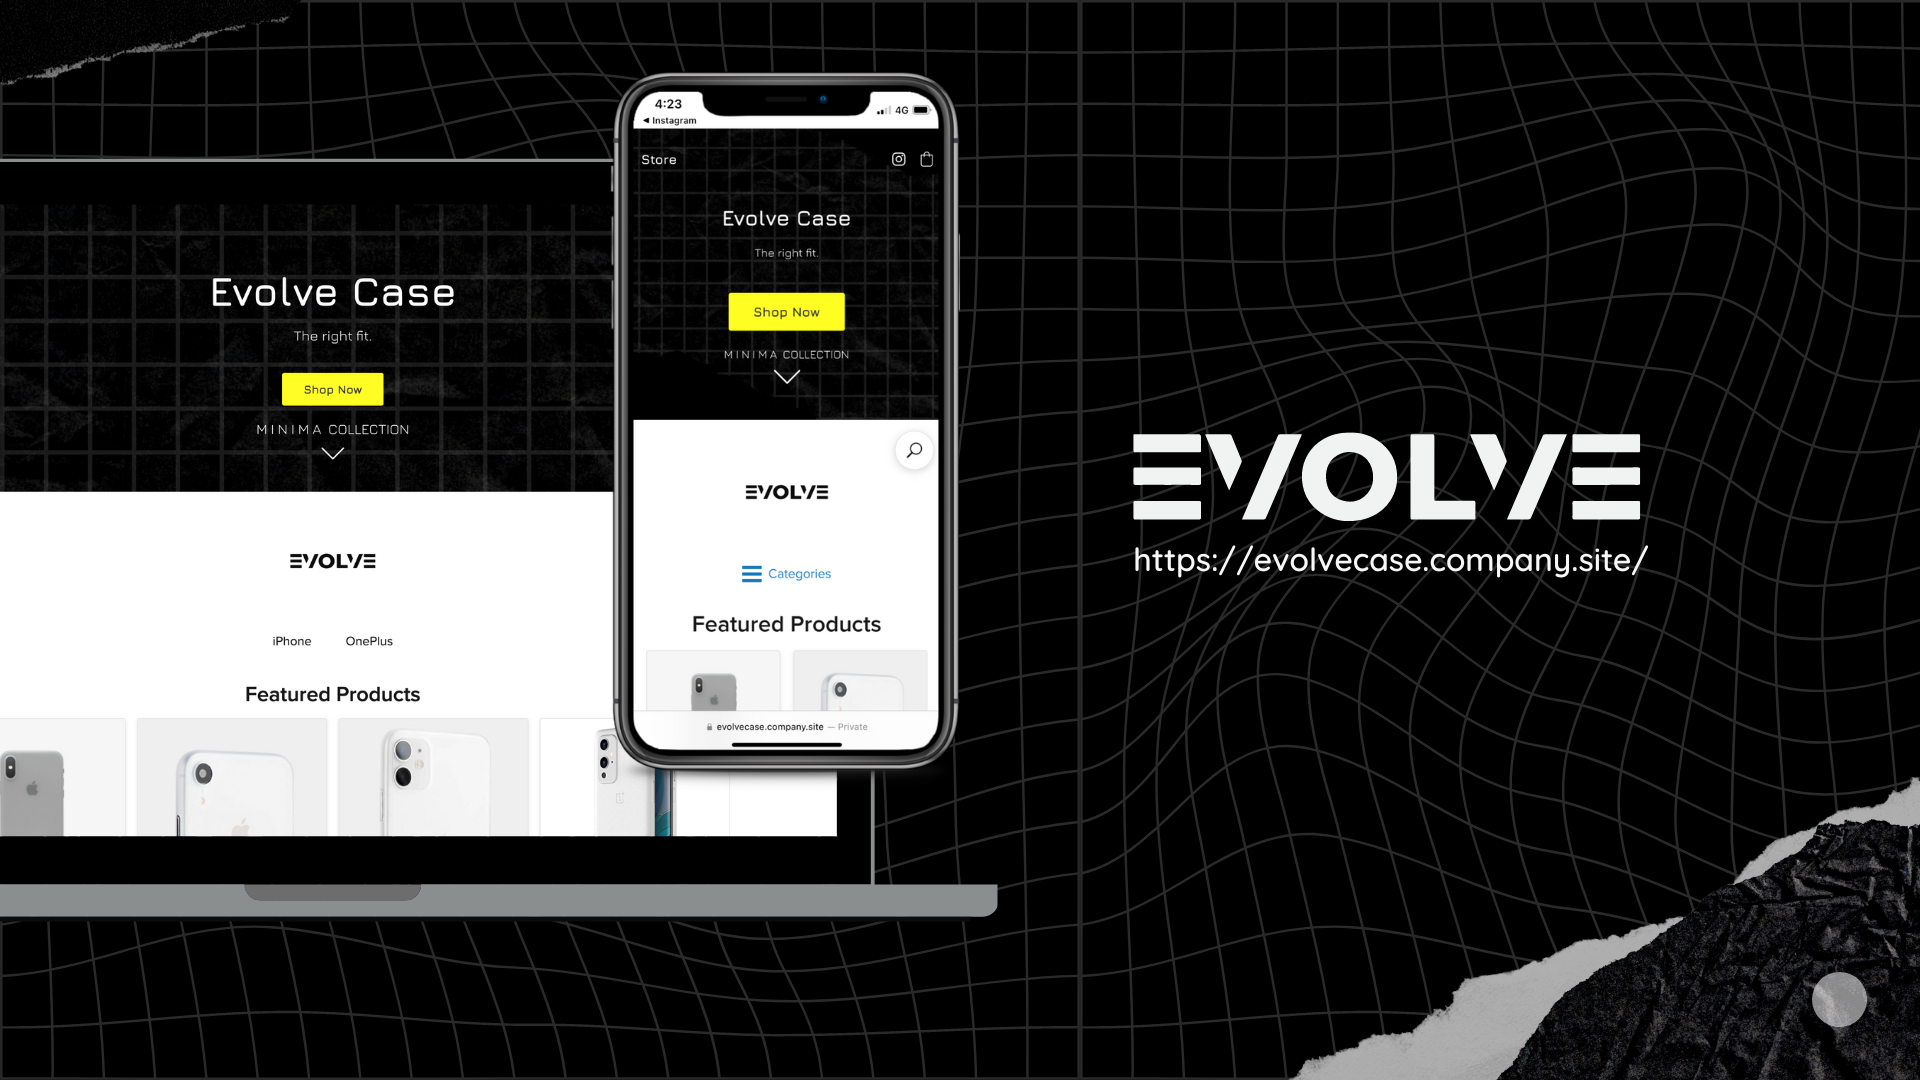 Evolve Case
The right fit.
Shop Now
MINIMA COLLECTION
EVOLVE
iPhone OnePlus
Featured Products
4:23
4G
◀ Instagram
Store
Evolve Case
The right fit.
Shop Now
MINIMA COLLECTION
EVOLVE
Categories
Featured Products
evolvecase.company.site — Private
EVOLVE
https://evolvecase.company.site/